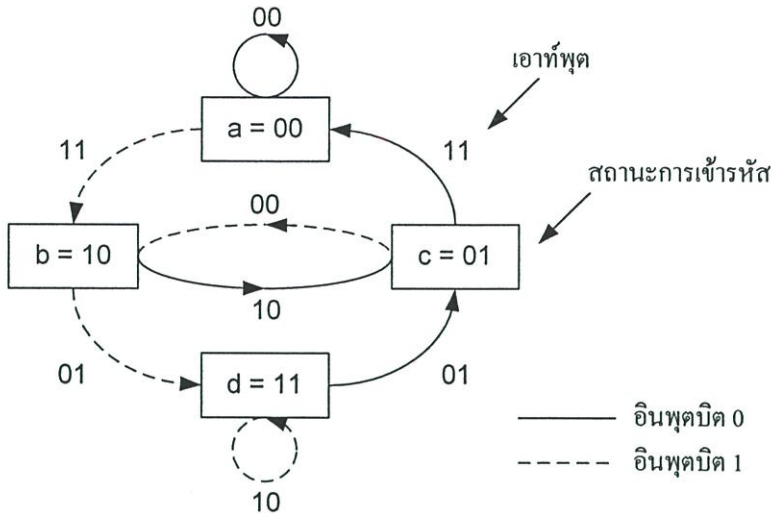 00
เอาท์พุต
a = 00
11
11
สถานะการเข้ารหัส
00
b = 10
c = 01
10
01
d = 11
01
อินพุตบิต 0
อินพุตบิต 1
10